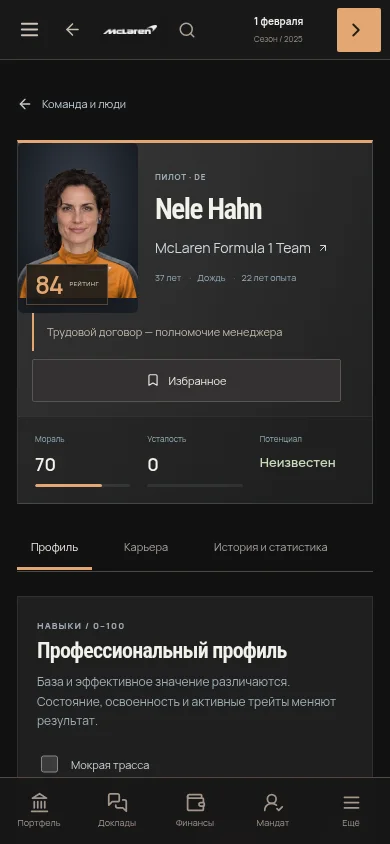 McLaren
1 февраля
Сезон / 2025
Команда и люди
ПИЛОТ · DE
Nele Hahn
McLaren Formula 1 Team
37 лет · Дождь · 22 лет опыта
84 РЕЙТИНГ
Трудовой договор — полномочие менеджера
Избранное
Мораль Усталость Потенциал
70 0 Неизвестен
Профиль Карьера История и статистика
НАВЫКИ / 0–100
Профессиональный профиль
База и эффективное значение различаются.
Состояние, освоенность и активные трейты меняют
результат.
Мокрая трасса
Портфель Доклады Финансы Мандат Ещё